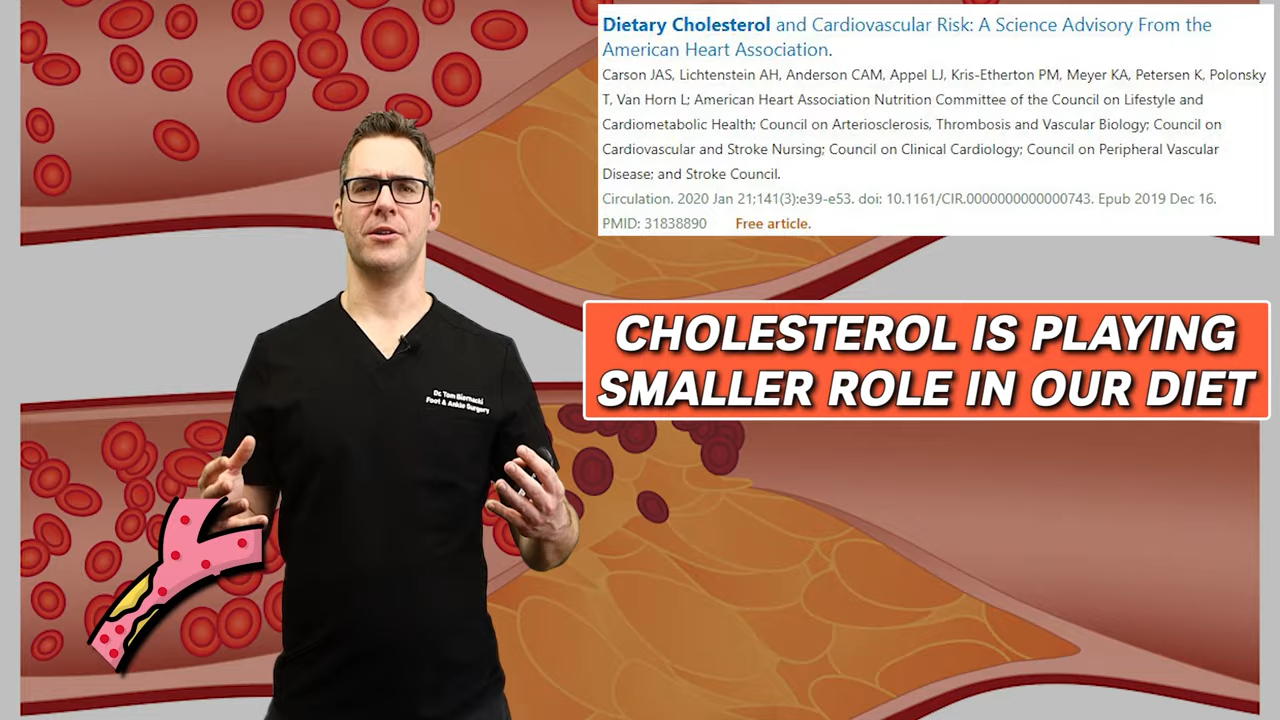 Dietary Cholesterol and Cardiovascular Risk: A Science Advisory From the
American Heart Association.
Carson JAS, Lichtenstein AH, Anderson CAM, Appel LJ, Kris-Etherton PM, Meyer KA, Petersen K, Polonsky
T, Van Horn L; American Heart Association Nutrition Committee of the Council on Lifestyle and
Cardiometabolic Health; Council on Arteriosclerosis, Thrombosis and Vascular Biology; Council on
Cardiovascular and Stroke Nursing; Council on Clinical Cardiology; Council on Peripheral Vascular
Disease; and Stroke Council.
Circulation. 2020 Jan 21;141(3):e39-e53. doi: 10.1161/CIR.0000000000000743. Epub 2019 Dec 16.
PMID: 31838890 Free article.
CHOLESTEROL IS PLAYING
SMALLER ROLE IN OUR DIET
Dr. Tom Biernacki
Foot & Ankle Surgery